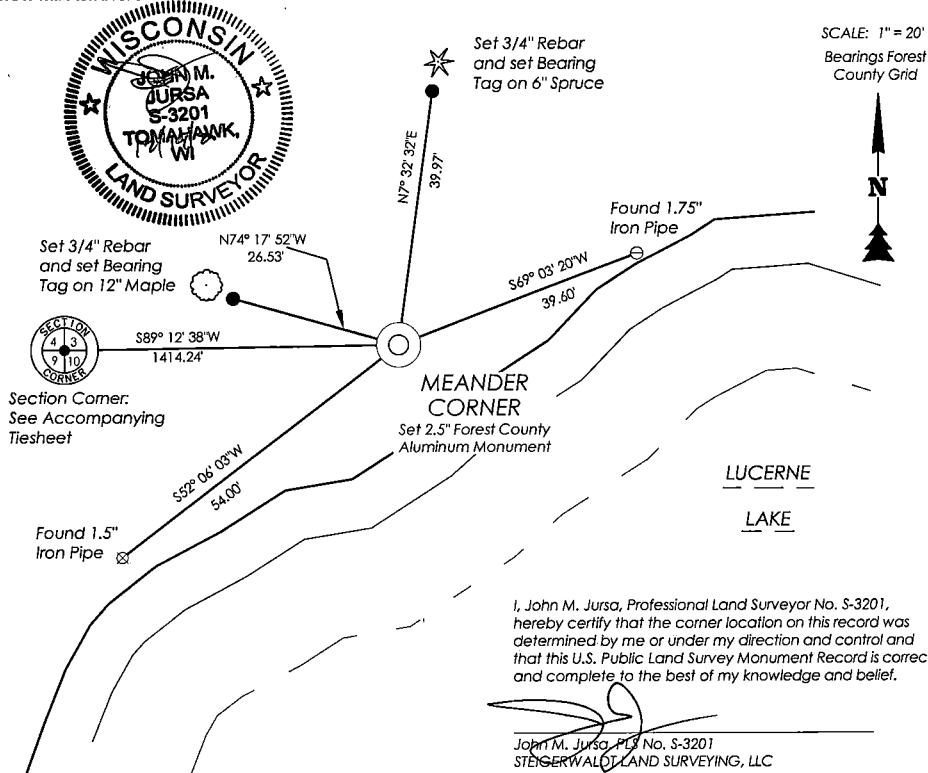 WISCONSIN
JOHN M.
JURSA
S-3201
TOMAHAWK,
WI
LAND SURVEYOR
Set 3/4" Rebar
and set Bearing
Tag on 6" Spruce
SCALE: 1" = 20'
Bearings Forest
County Grid
N
N7° 32' 32"E
39.97'
Found 1.75"
Iron Pipe
S69° 03' 20"W
39.60'
Set 3/4" Rebar
and set Bearing
Tag on 12" Maple
N74° 17' 52"W
26.53'
SECTION
4 3
9 10
CORNER
S89° 12' 38"W
1414.24'
Section Corner:
See Accompanying
Tiesheet
MEANDER
CORNER
Set 2.5" Forest County
Aluminum Monument
S52° 06' 03"W
54.00'
Found 1.5"
Iron Pipe
LUCERNE
LAKE
I, John M. Jursa, Professional Land Surveyor No. S-3201,
hereby certify that the corner location on this record was
determined by me or under my direction and control and
that this U.S. Public Land Survey Monument Record is correc
and complete to the best of my knowledge and belief.
John M. Jursa, PLS No. S-3201
STEIGERWALDT LAND SURVEYING, LLC